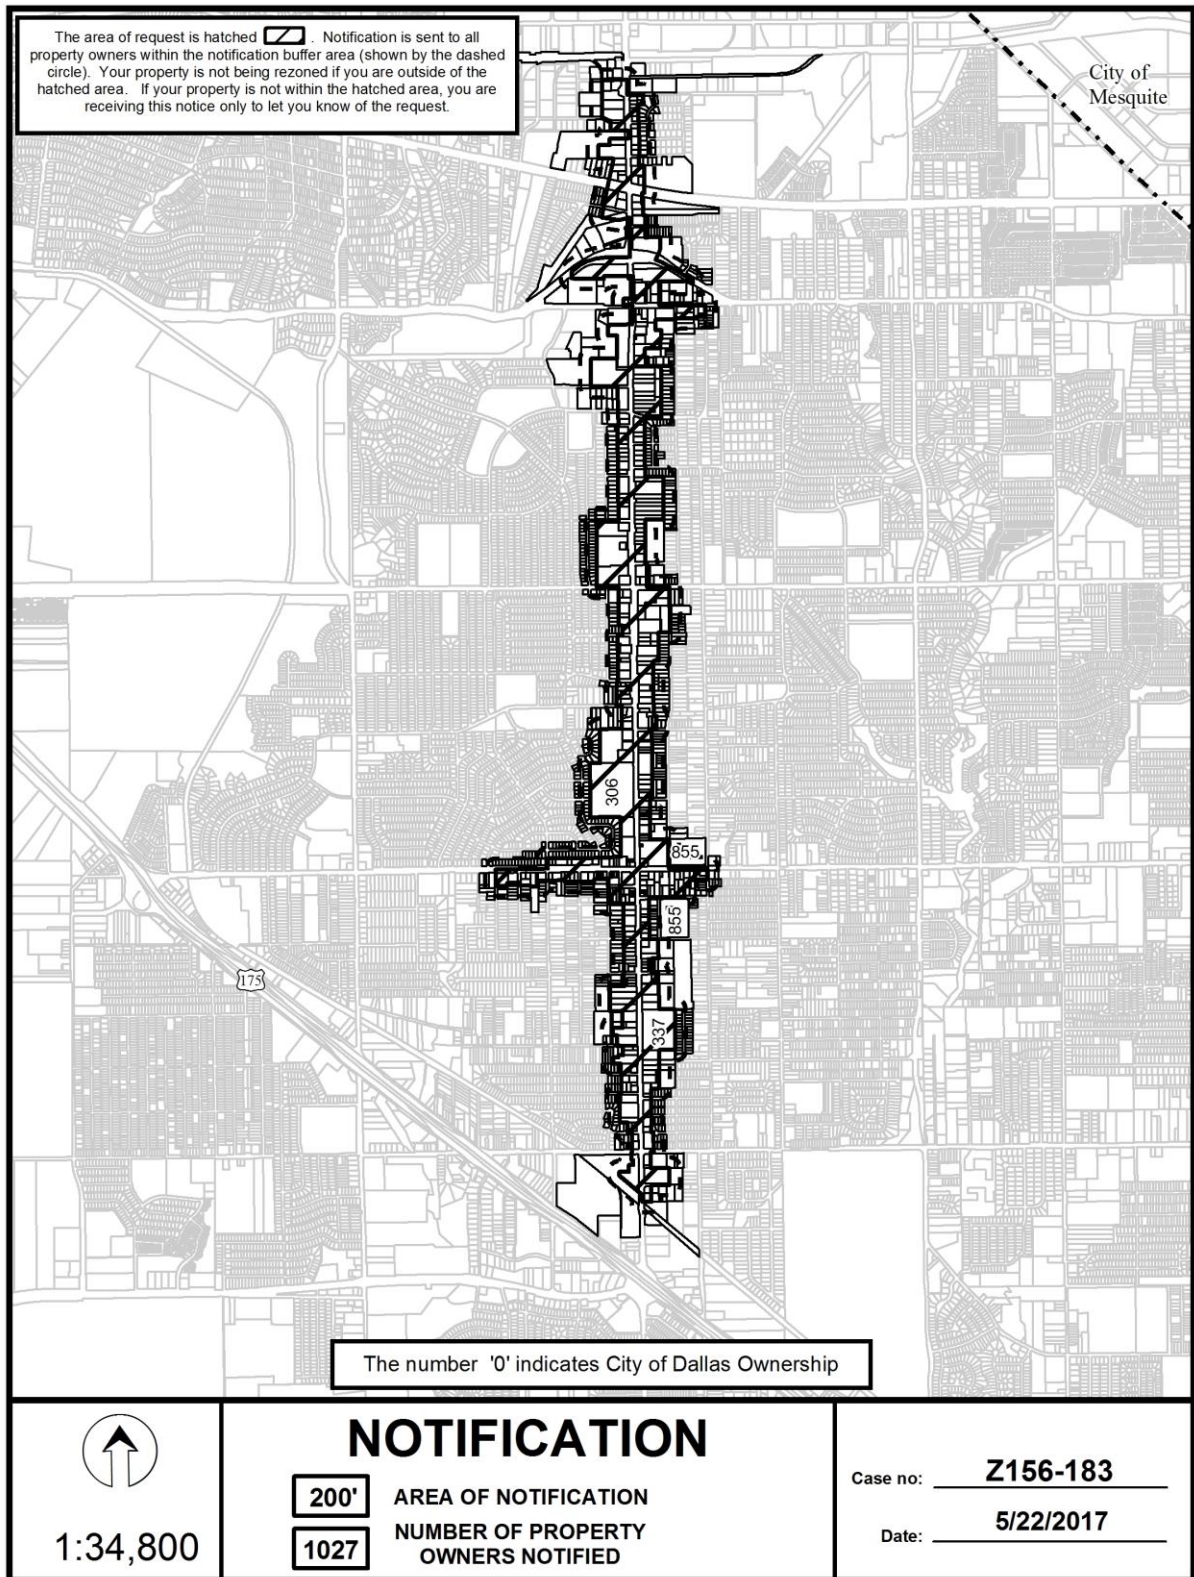 The area of request is hatched . Notification is sent to all
property owners within the notification buffer area (shown by the dashed
circle). Your property is not being rezoned if you are outside of the
hatched area. If your property is not within the hatched area, you are
receiving this notice only to let you know of the request.
City of
Mesquite
306
855
855
175
337
The number '0' indicates City of Dallas Ownership
1:34,800
NOTIFICATION
200' AREA OF NOTIFICATION
1027 NUMBER OF PROPERTY
OWNERS NOTIFIED
Case no: Z156-183
Date: 5/22/2017